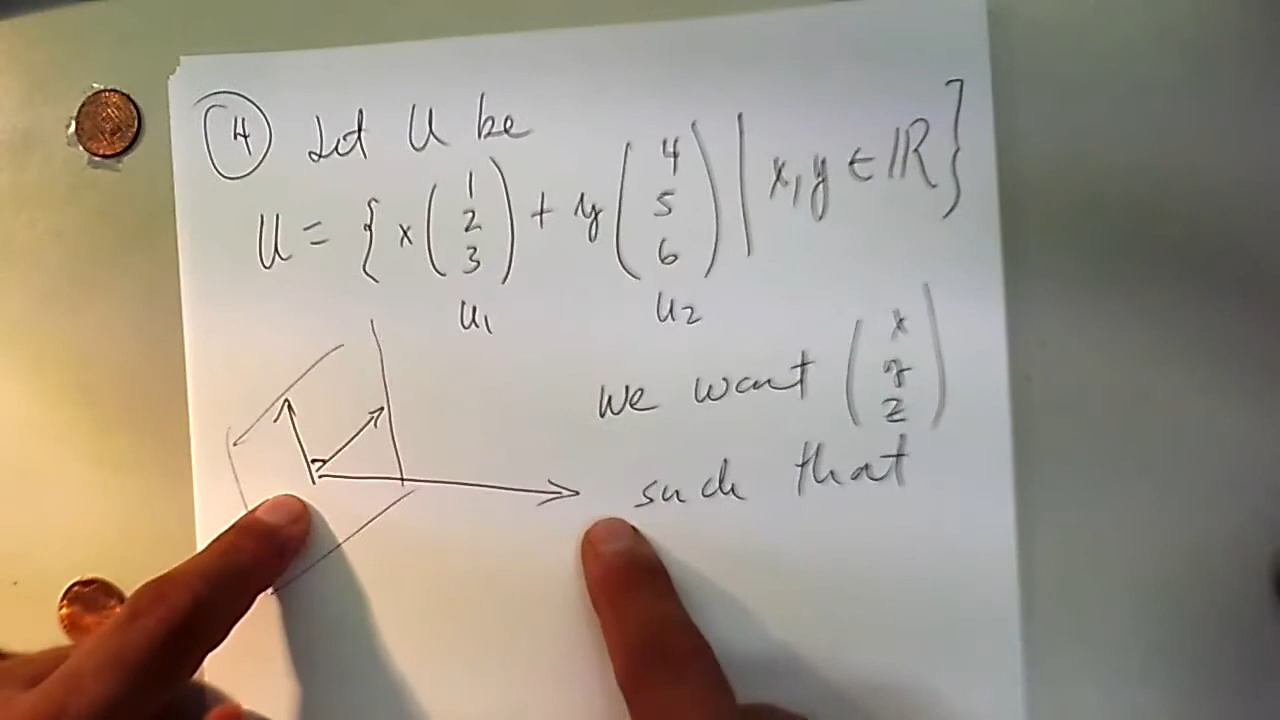 4 Let U be
U = { x (1 2 3) + y (4 5 6) | x, y ∈ ℝ }
u1 u2
we want (x y z)
such that